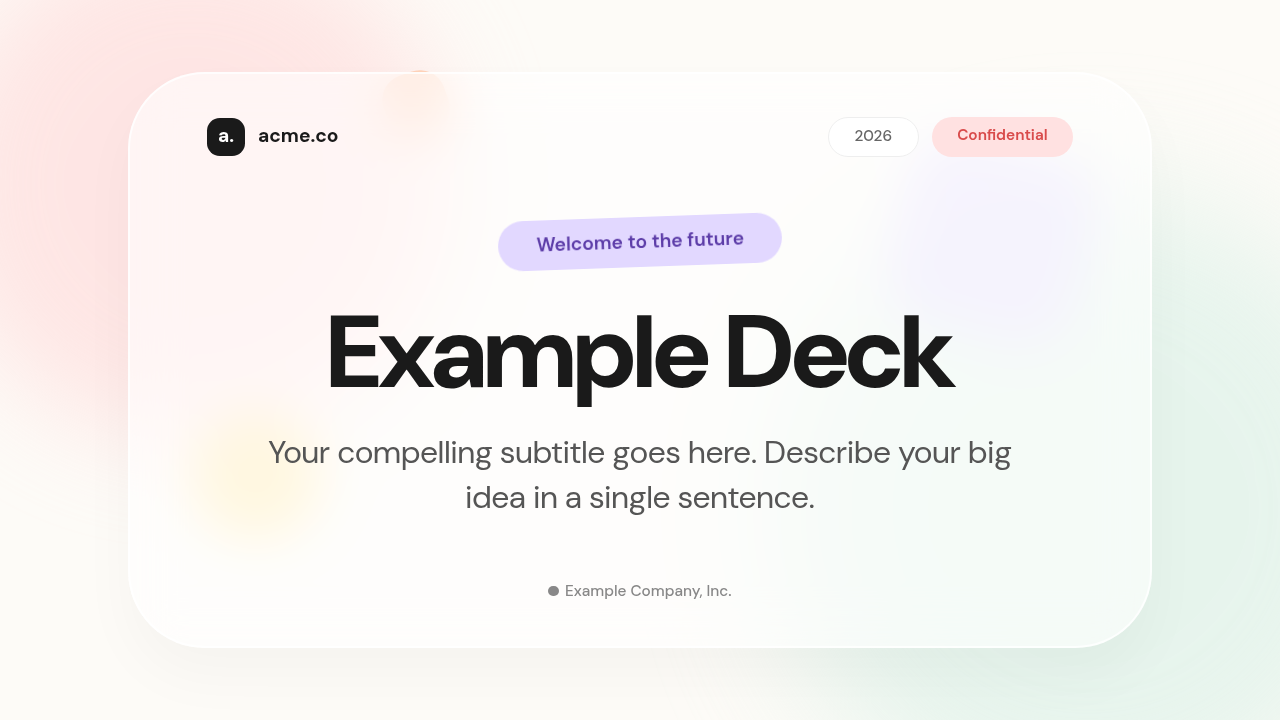 a. acme.co
2026
Confidential
Welcome to the future
Example Deck
Your compelling subtitle goes here. Describe your big
idea in a single sentence.
Example Company, Inc.